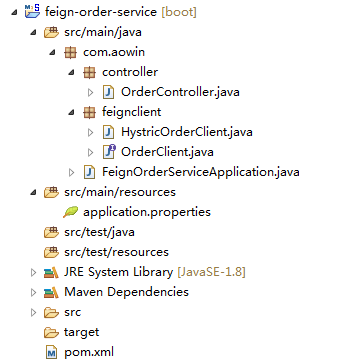 feign-order-service [boot]
src/main/java
com.aowin
controller
OrderController.java
feignclient
HystricOrderClient.java
OrderClient.java
FeignOrderServiceApplication.java
src/main/resources
application.properties
src/test/java
src/test/resources
JRE System Library [JavaSE-1.8]
Maven Dependencies
src
target
pom.xml